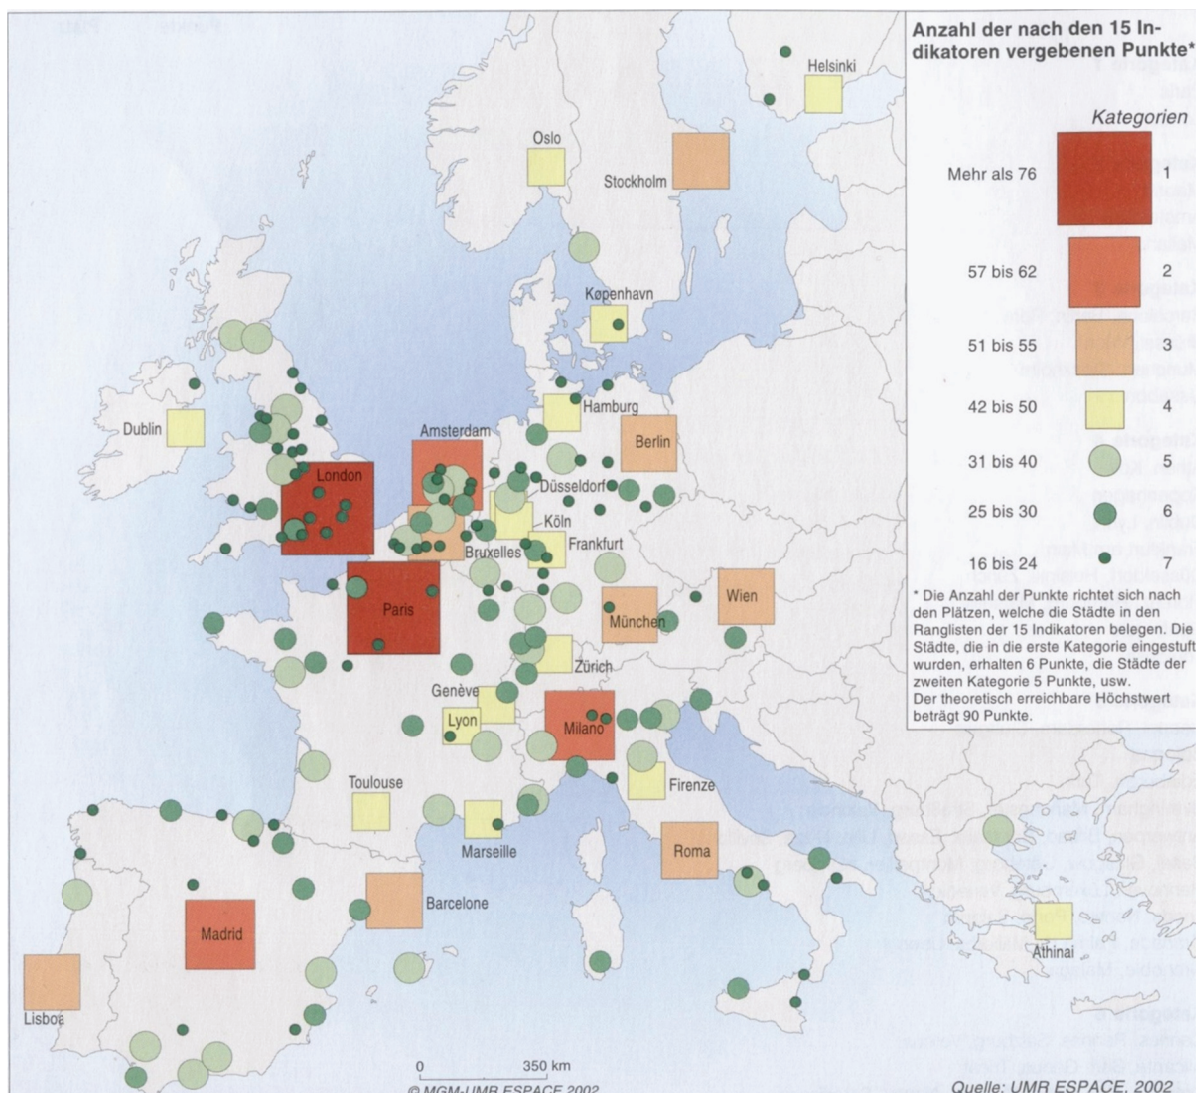 Anzahl der nach den 15 In-
dikatoren vergebenen Punkte*
Kategorien
Mehr als 76 1
57 bis 62 2
51 bis 55 3
42 bis 50 4
31 bis 40 5
25 bis 30 6
16 bis 24 7
* Die Anzahl der Punkte richtet sich nach
den Plätzen, welche die Städte in den
Ranglisten der 15 Indikatoren belegen. Die
Städte, die in die erste Kategorie eingestuft
wurden, erhalten 6 Punkte, die Städte der
zweiten Kategorie 5 Punkte, usw.
Der theoretisch erreichbare Höchstwert
beträgt 90 Punkte.
Helsinki
Oslo
Stockholm
København
Dublin
Hamburg
Amsterdam
Berlin
London
Düsseldorf
Köln
Bruxelles
Frankfurt
Paris
München
Wien
Zürich
Genève
Lyon
Milano
Toulouse
Firenze
Marseille
Roma
Barcelone
Madrid
Athinai
Lisboa
0 350 km
© MGM-UMR ESPACE, 2002
Quelle: UMR ESPACE, 2002